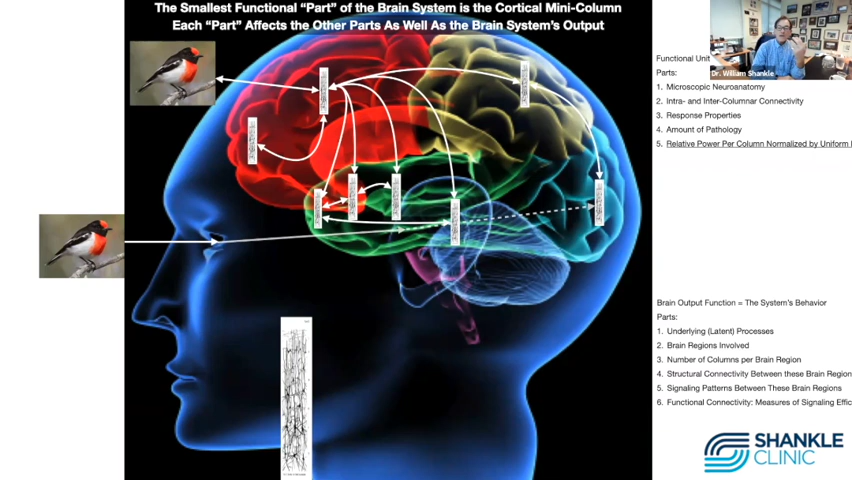 The Smallest Functional “Part” of the Brain System is the Cortical Mini-Column
Each “Part” Affects the Other Parts As Well As the Brain System’s Output
Dr. William Shankle
Functional Unit
Parts:
1. Microscopic Neuroanatomy
2. Intra- and Inter-Columnar Connectivity
3. Response Properties
4. Amount of Pathology
5. Relative Power Per Column Normalized by Uniform
Brain Output Function = The System’s Behavior
Parts:
1. Underlying (Latent) Processes
2. Brain Regions Involved
3. Number of Columns per Brain Region
4. Structural Connectivity Between these Brain Region
5. Signaling Patterns Between These Brain Regions
6. Functional Connectivity: Measures of Signaling Effic
SHANKLE
CLINIC